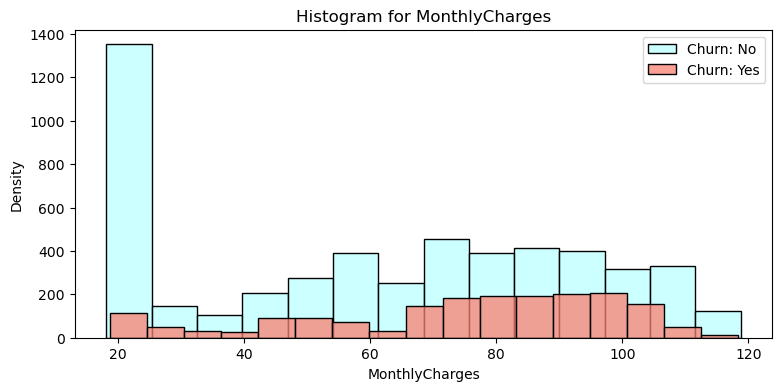 Histogram for MonthlyCharges
1400
1200
1000
800
600
400
200
0
Density
Churn: No
Churn: Yes
20 40 60 80 100 120
MonthlyCharges